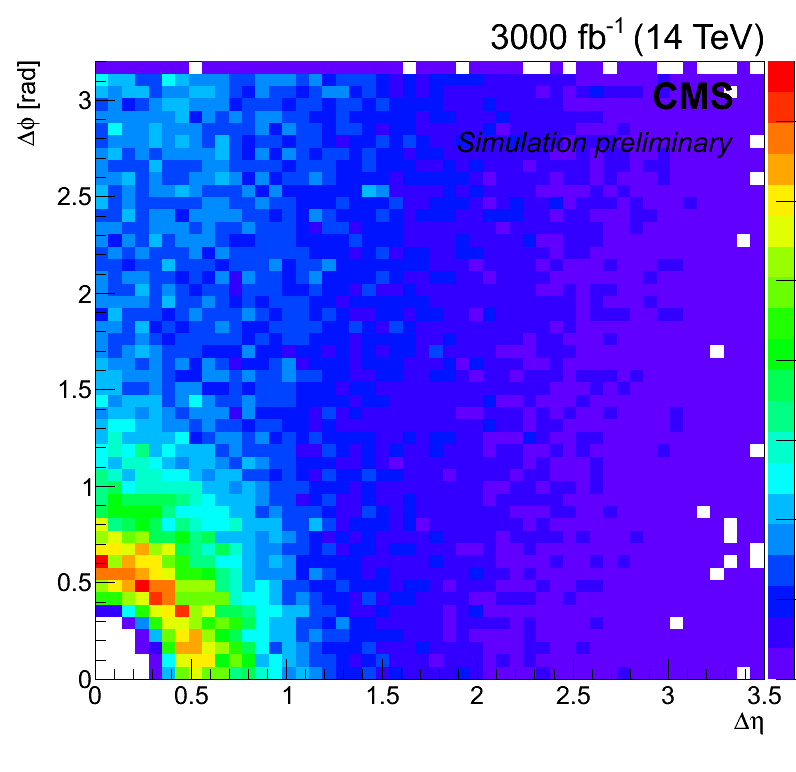 3000 fb-1 (14 TeV)
Δϕ [rad]
CMS
Simulation preliminary
3
2.5
2
1.5
1
0.5
0
0 0.5 1 1.5 2 2.5 3 3.5
Δη